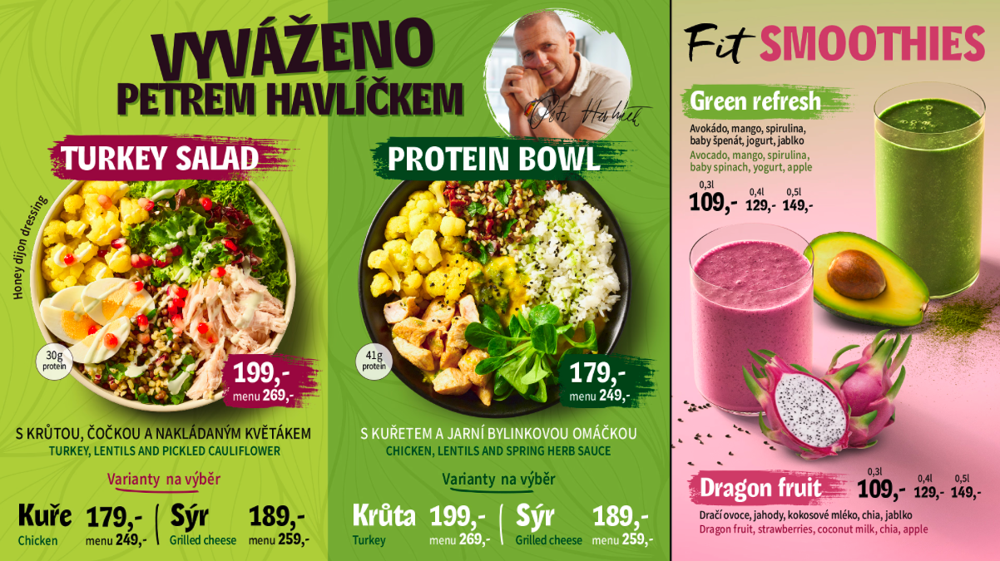 VYVÁŽENO
PETREM HAVLÍČKEM
Petr Havlíček
TURKEY SALAD
Honey dijon dressing
30g
protein
199,-
menu 269,-
S KRŮTOU, ČOČKOU A NAKLÁDANÝM KVĚTÁKEM
TURKEY, LENTILS AND PICKLED CAULIFLOWER
Varianty na výběr
Kuře 179,-
Chicken menu 249,-
Sýr 189,-
Grilled cheese menu 259,-
PROTEIN BOWL
41g
protein
179,-
menu 249,-
S KUŘETEM A JARNÍ BYLINKOVOU OMÁČKOU
CHICKEN, LENTILS AND SPRING HERB SAUCE
Varianty na výběr
Krůta 199,-
Turkey menu 269,-
Sýr 189,-
Grilled cheese menu 259,-
Fit SMOOTHIES
Green refresh
Avokádo, mango, spirulina,
baby špenát, jogurt, jablko
Avocado, mango, spirulina,
baby spinach, yogurt, apple
0,3l 0,4l 0,5l
109,- 129,- 149,-
Dragon fruit
0,3l 0,4l 0,5l
109,- 129,- 149,-
Dračí ovoce, jahody, kokosové mléko, chia, jablko
Dragon fruit, strawberries, coconut milk, chia, apple